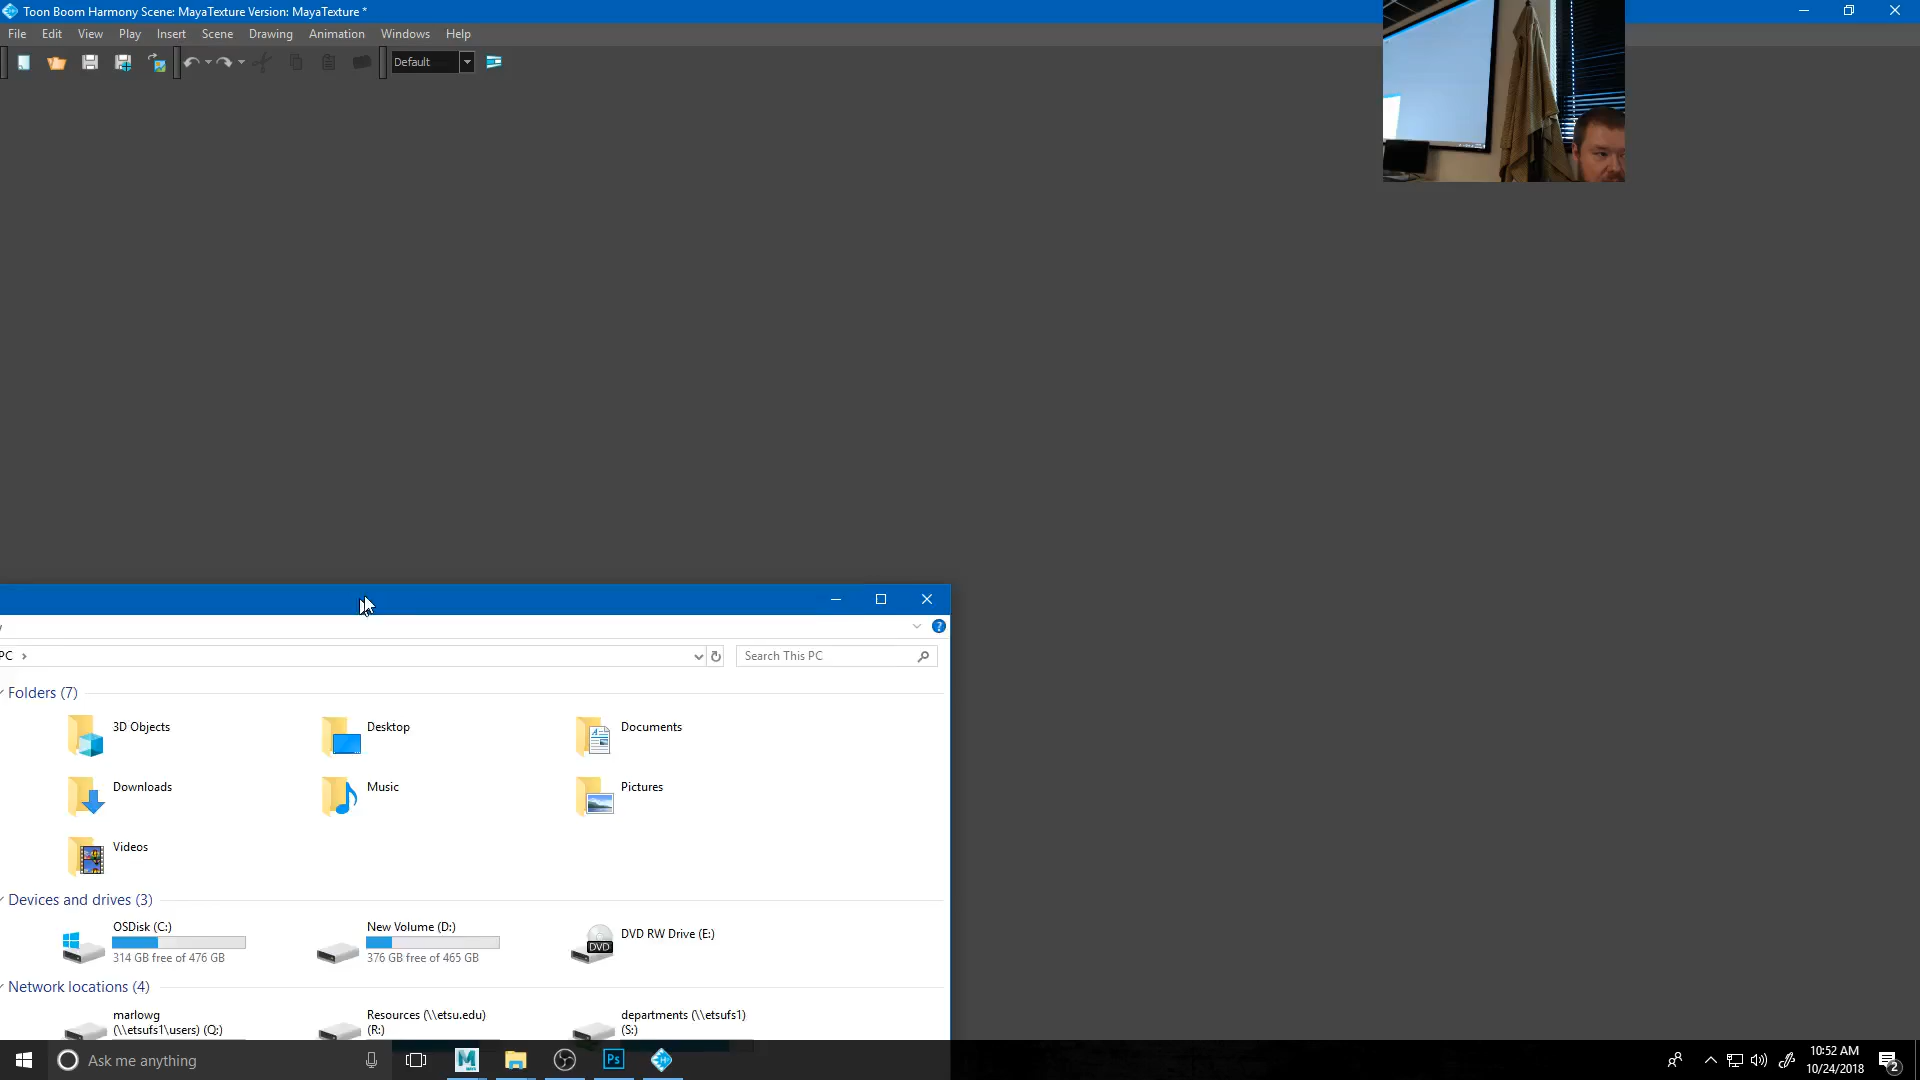 Toon Boom Harmony Scene: MayaTexture Version: MayaTexture *
File Edit View Play Insert Scene Drawing Animation Windows Help
Default
PC
Search This PC
Folders (7)
3D Objects
Desktop
Documents
Downloads
Music
Pictures
Videos
Devices and drives (3)
OSDisk (C:)
314 GB free of 476 GB
New Volume (D:)
376 GB free of 465 GB
DVD RW Drive (E:)
DVD
Network locations (4)
marlowg
(\\etsufs1\users) (Q:)
Resources (\\etsu.edu)
(R:)
departments (\\etsufs1)
(S:)
Ask me anything
M
Ps
10:52 AM
10/24/2018
2